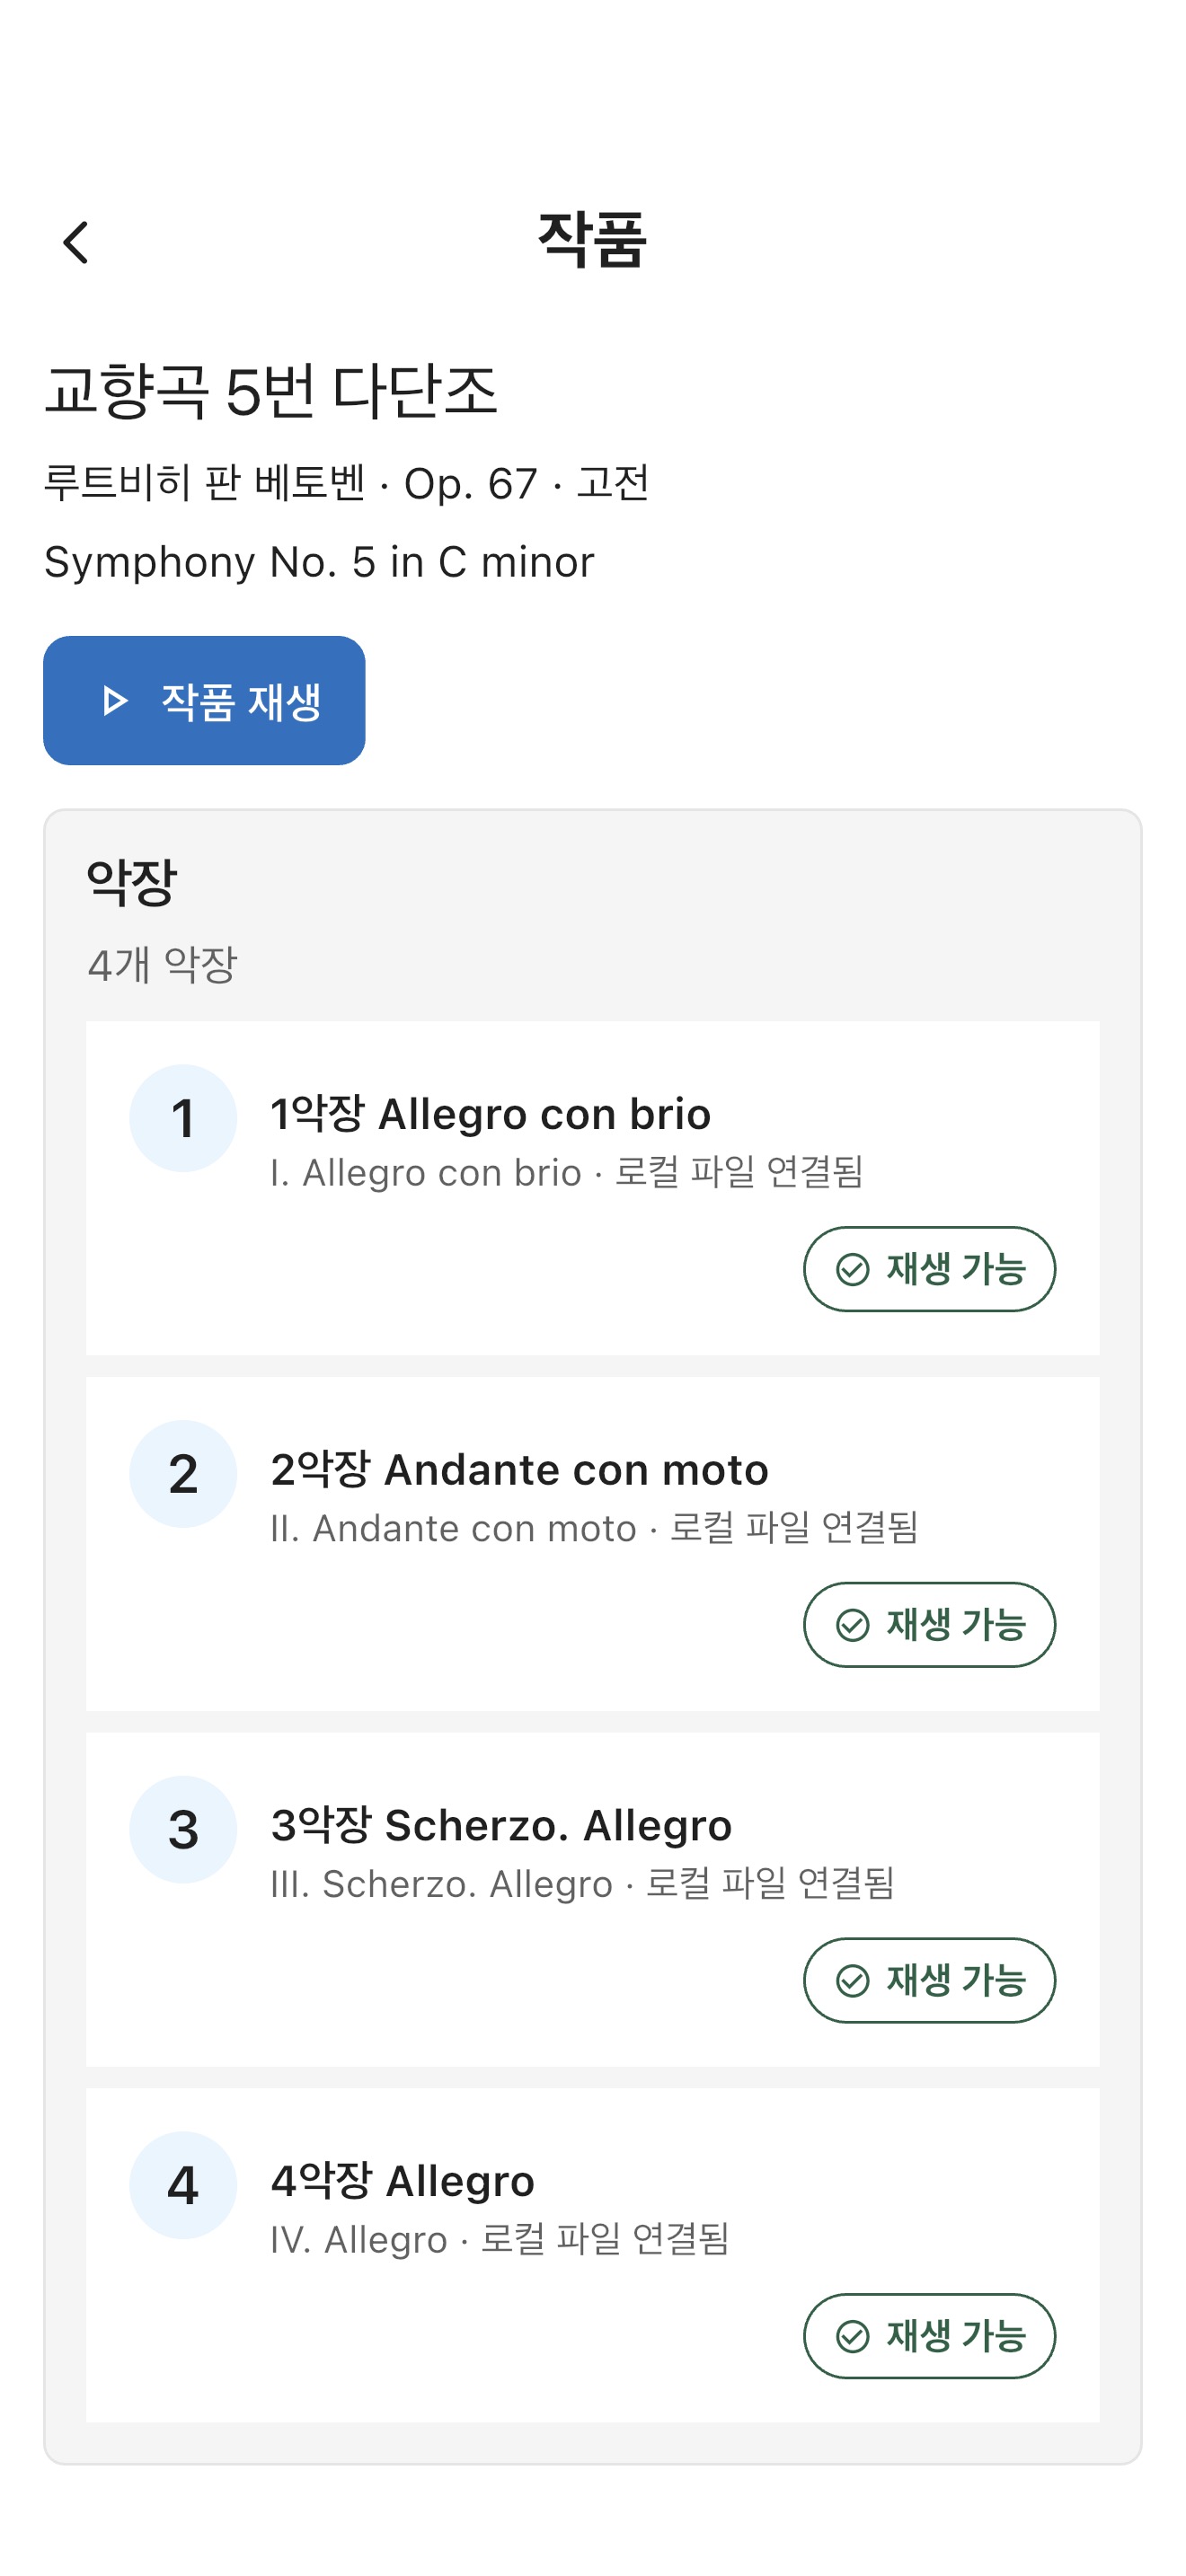 작품
교향곡 5번 다단조
루트비히 판 베토벤 · Op. 67 · 고전
Symphony No. 5 in C minor
작품 재생
악장
4개 악장
1
1악장 Allegro con brio
I. Allegro con brio · 로컬 파일 연결됨
재생 가능
2
2악장 Andante con moto
II. Andante con moto · 로컬 파일 연결됨
재생 가능
3
3악장 Scherzo. Allegro
III. Scherzo. Allegro · 로컬 파일 연결됨
재생 가능
4
4악장 Allegro
IV. Allegro · 로컬 파일 연결됨
재생 가능